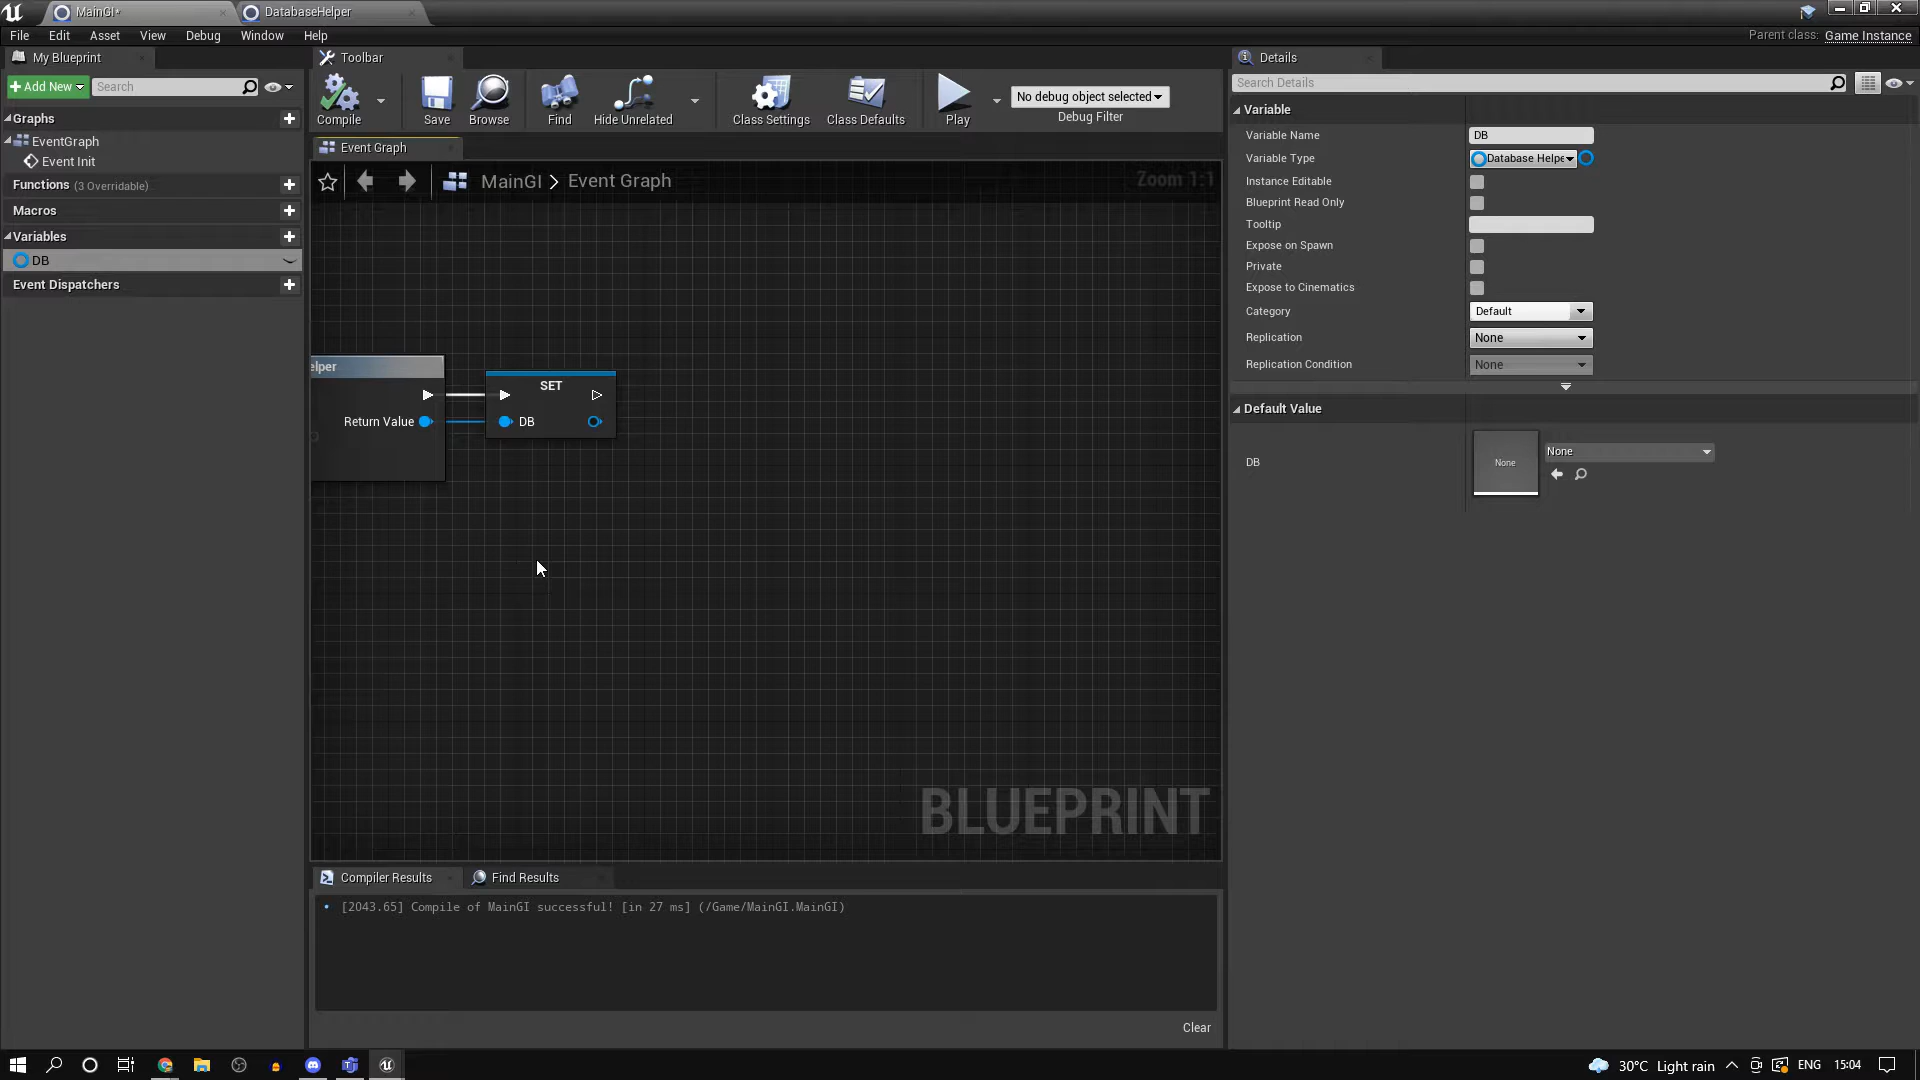 MainGI*
DatabaseHelper
File Edit Asset View Debug Window Help
Parent class: Game Instance
My Blueprint
Add New
Search
Graphs
EventGraph
Event Init
Functions (3 Overridable)
Macros
Variables
DB
Event Dispatchers
Toolbar
Compile
Save
Browse
Find
Hide Unrelated
Class Settings
Class Defaults
Play
No debug object selected
Debug Filter
Event Graph
MainGI > Event Graph
Zoom 1:1
elper
Return Value
SET
DB
BLUEPRINT
Compiler Results
Find Results
[2043.65] Compile of MainGI successful! [in 27 ms] (/Game/MainGI.MainGI)
Clear
Details
Search Details
Variable
Variable Name DB
Variable Type Database Helpe
Instance Editable
Blueprint Read Only
Tooltip
Expose on Spawn
Private
Expose to Cinematics
Category Default
Replication None
Replication Condition None
Default Value
DB None None
30°C Light rain ENG 15:04